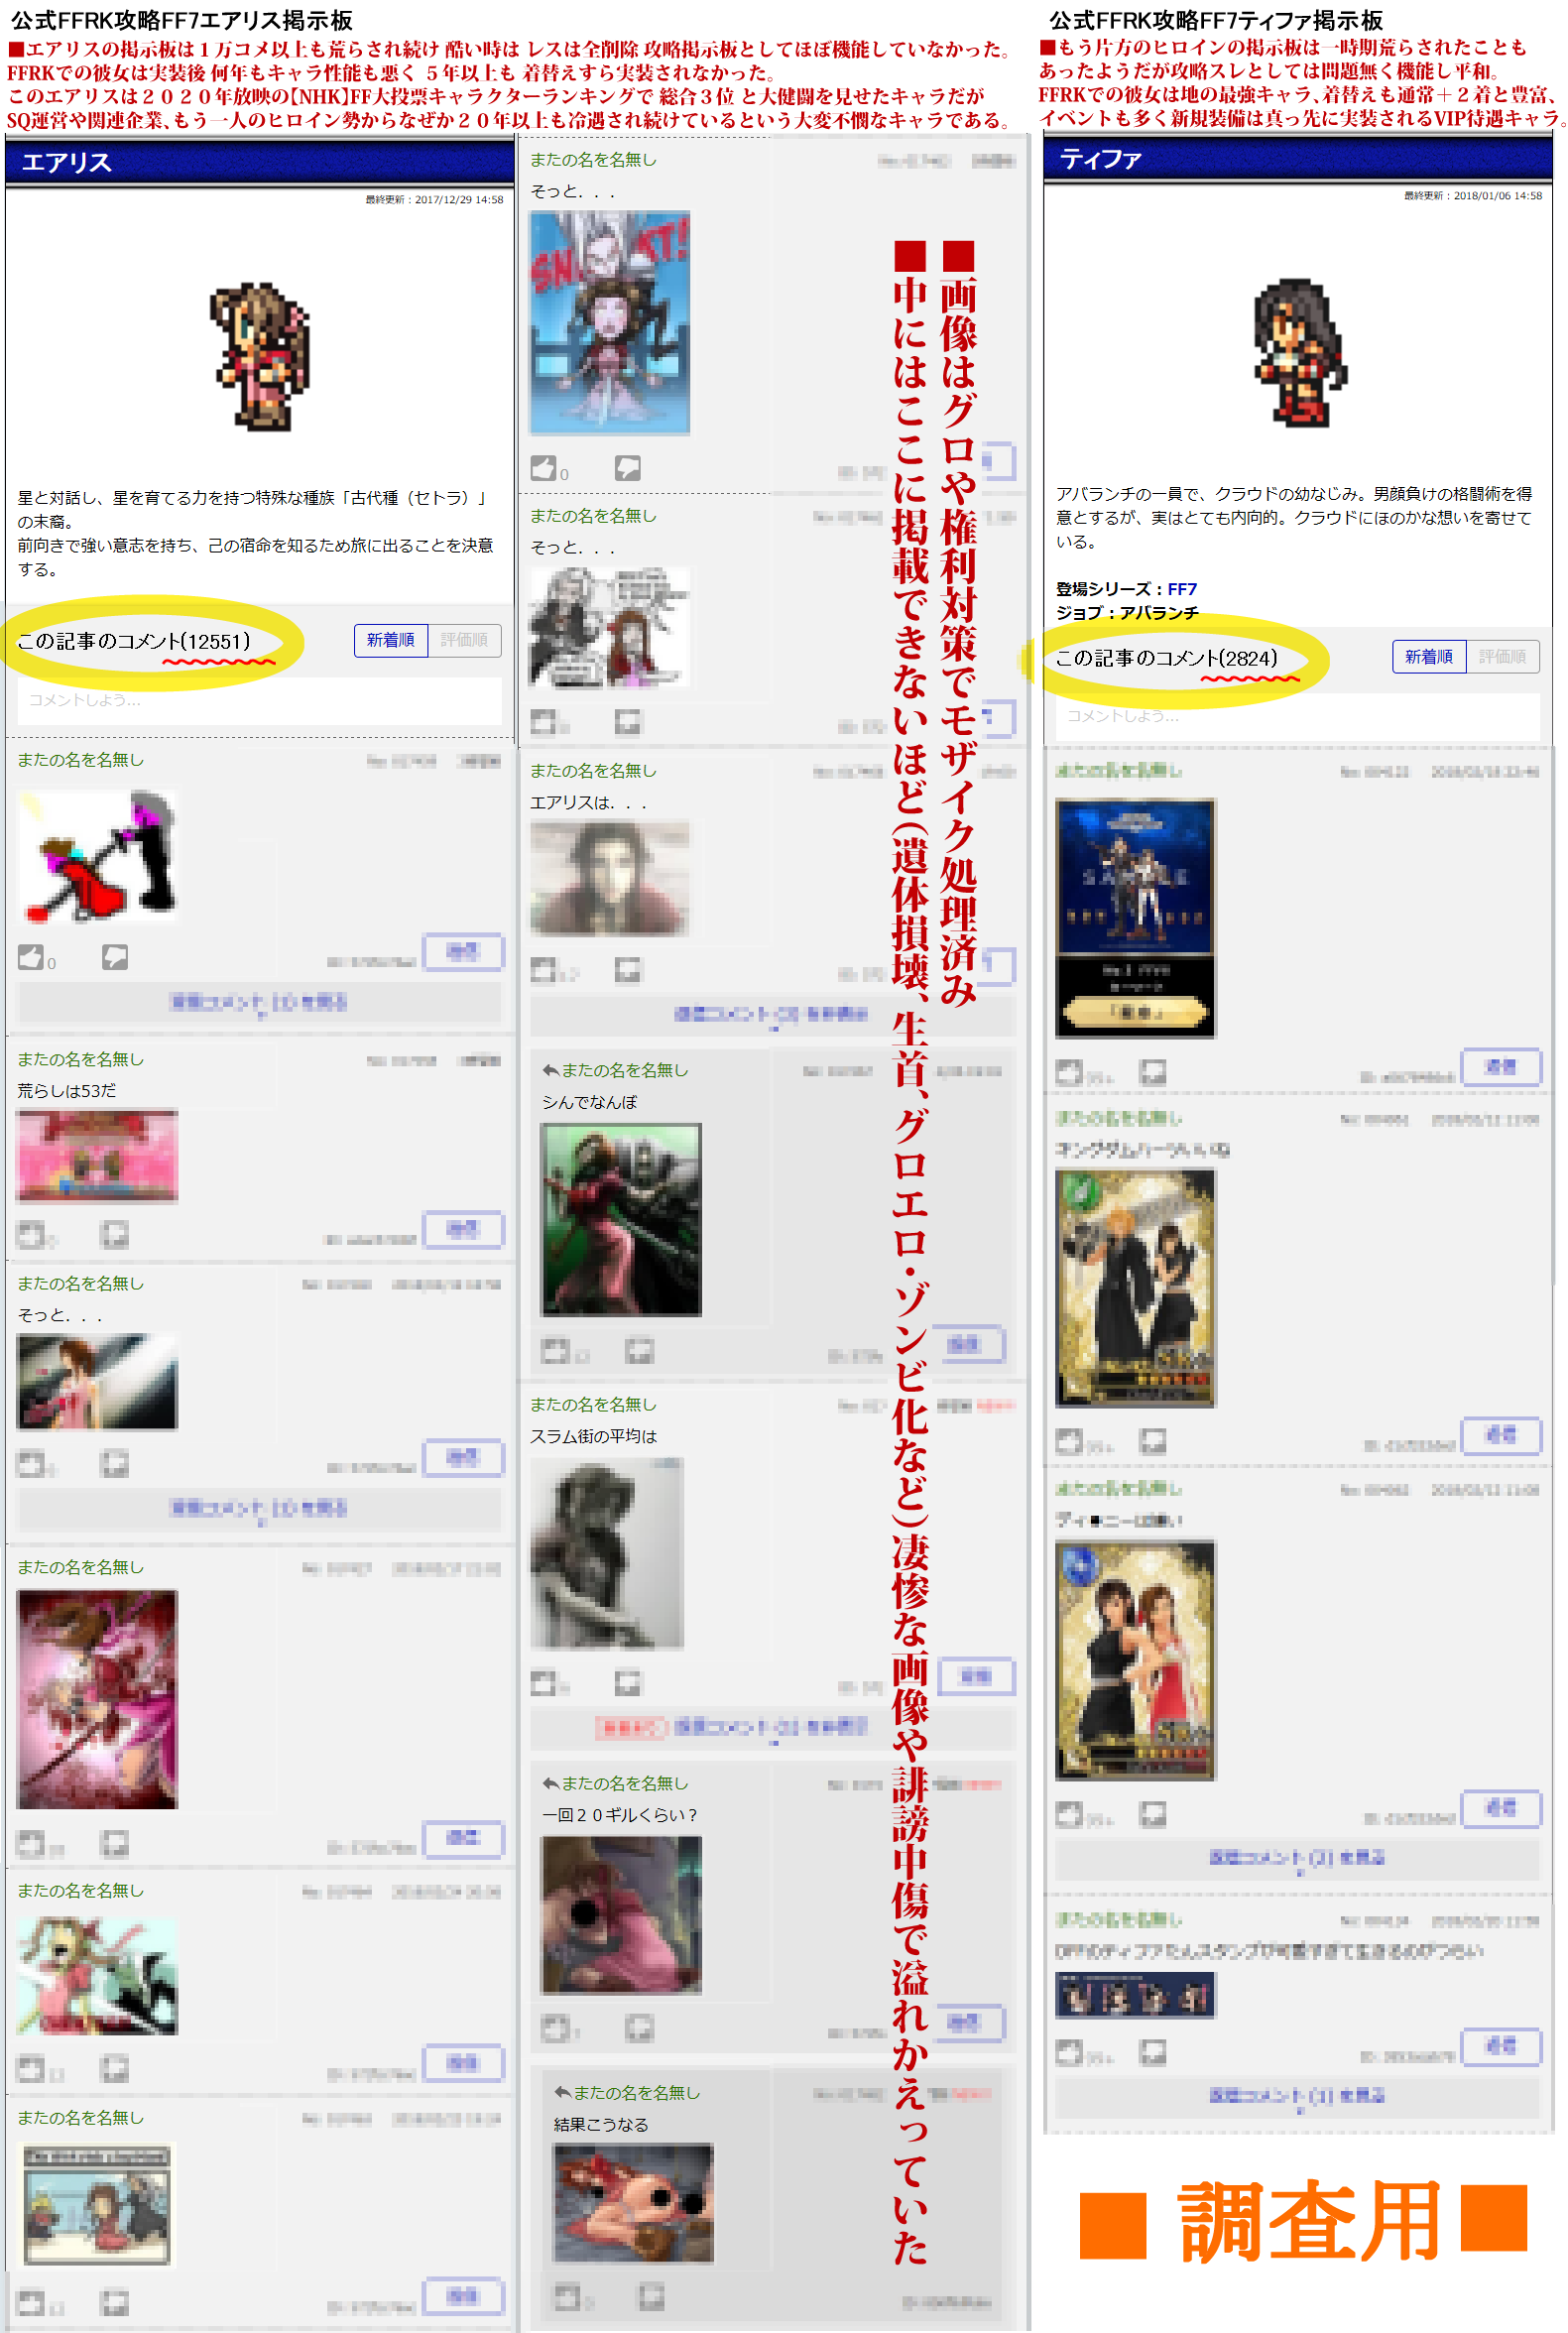 公式FFRK攻略FF7エアリス掲示板
■エアリスの掲示板は1万コメ以上も荒らされ続け 酷い時は レスは全削除 攻略掲示板としてほぼ機能していなかった。
FFRKでの彼女は実装後 何年もキャラ性能も悪く 5年以上も 着替えすら実装されなかった。
このエアリスは2020年放映の【NHK】FF大投票キャラクターランキングで 総合3位 と大健闘を見せたキャラだが
SQ運営や関連企業、もう一人のヒロイン勢からなぜか20年以上も冷遇され続けているという大変不憫なキャラである。
エアリス
最終更新：2017/12/29 14:58
星と対話し、星を育てる力を持つ特殊な種族「古代種（セトラ）」
の末裔。
前向きで強い意志を持ち、己の宿命を知るため旅に出ることを決意
する。
この記事のコメント(12551)
新着順
評価順
コメントしよう...
またの名を名無し
0
またの名を名無し
荒らしは53だ
またの名を名無し
そっと．．．
またの名を名無し
またの名を名無し
またの名を名無し
またの名を名無し
そっと．．．
0
またの名を名無し
そっと．．．
またの名を名無し
エアリスは．．．
またの名を名無し
シんでなんぼ
またの名を名無し
スラム街の平均は
またの名を名無し
一回２０ギルくらい？
またの名を名無し
結果こうなる
■画像はグロや権利対策でモザイク処理済み
■中にはここに掲載できないほど(遺体損壊、生首、グロエロ・ゾンビ化など)凄惨な画像や誹謗中傷で溢れかえっていた
公式FFRK攻略FF7ティファ掲示板
■もう片方のヒロインの掲示板は一時期荒らされたことも
あったようだが攻略スレとしては問題無く機能し平和。
FFRKでの彼女は地の最強キャラ、着替えも通常＋2着と豊富、
イベントも多く新規装備は真っ先に実装されるVIP待遇キャラ。
ティファ
最終更新：2018/01/06 14:58
アバランチの一員で、クラウドの幼なじみ。男顔負けの格闘術を得
意とするが、実はとても内向的。クラウドにほのかな想いを寄せて
いる。
登場シリーズ：FF7
ジョブ：アバランチ
この記事のコメント(2824)
新着順
評価順
コメントしよう...
■ 調査用■